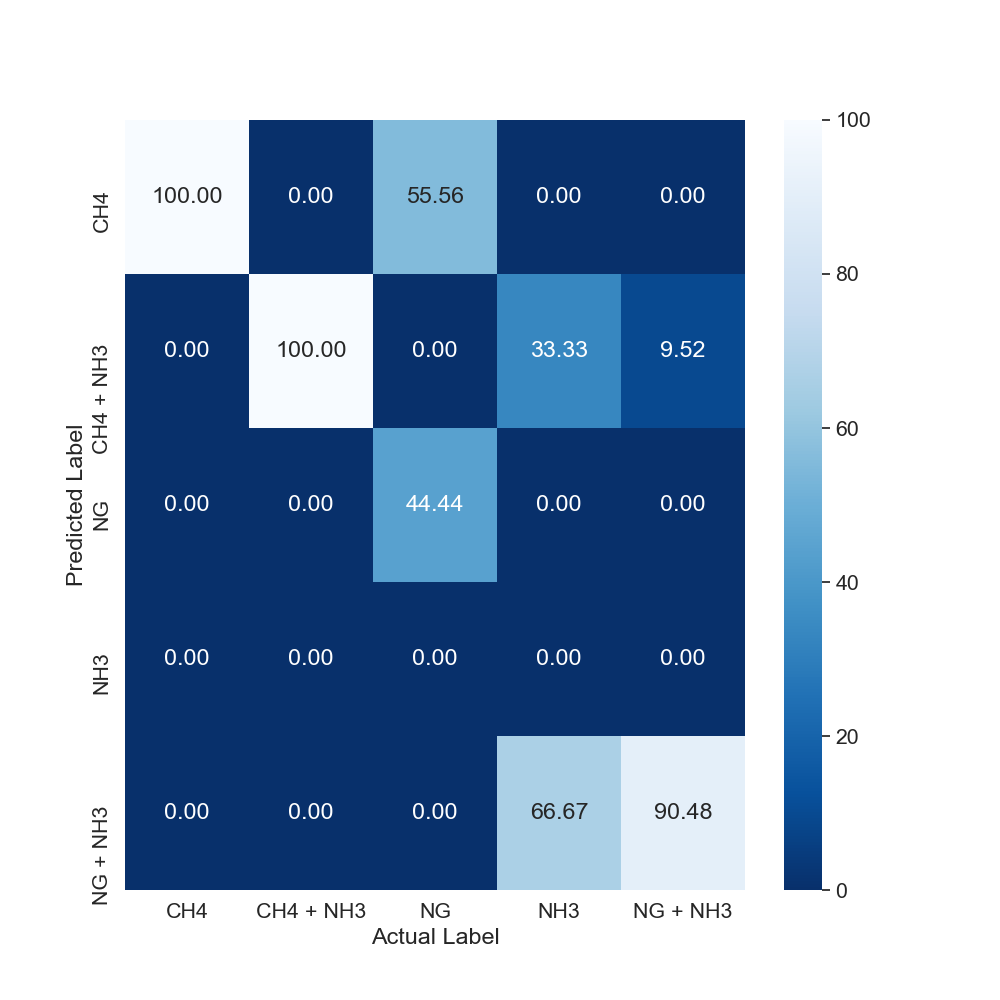 100.00 0.00 55.56 0.00 0.00
0.00 100.00 0.00 33.33 9.52
0.00 0.00 44.44 0.00 0.00
0.00 0.00 0.00 0.00 0.00
0.00 0.00 0.00 66.67 90.48
CH4
CH4 + NH3
NG
NH3
NG + NH3
Predicted Label
CH4 CH4 + NH3 NG NH3 NG + NH3
Actual Label
100
80
60
40
20
0